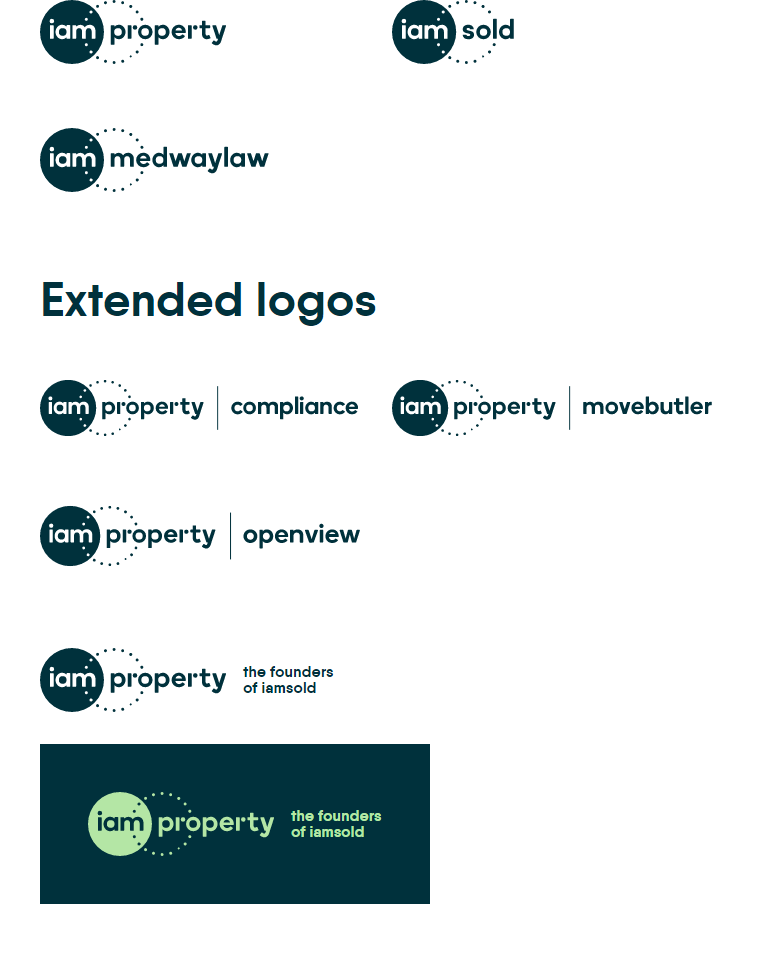 iam property
iam sold
iam medwaylaw
Extended logos
iam property | compliance
iam property | movebutler
iam property | openview
iam property the founders
of iamsold
iam property the founders
of iamsold